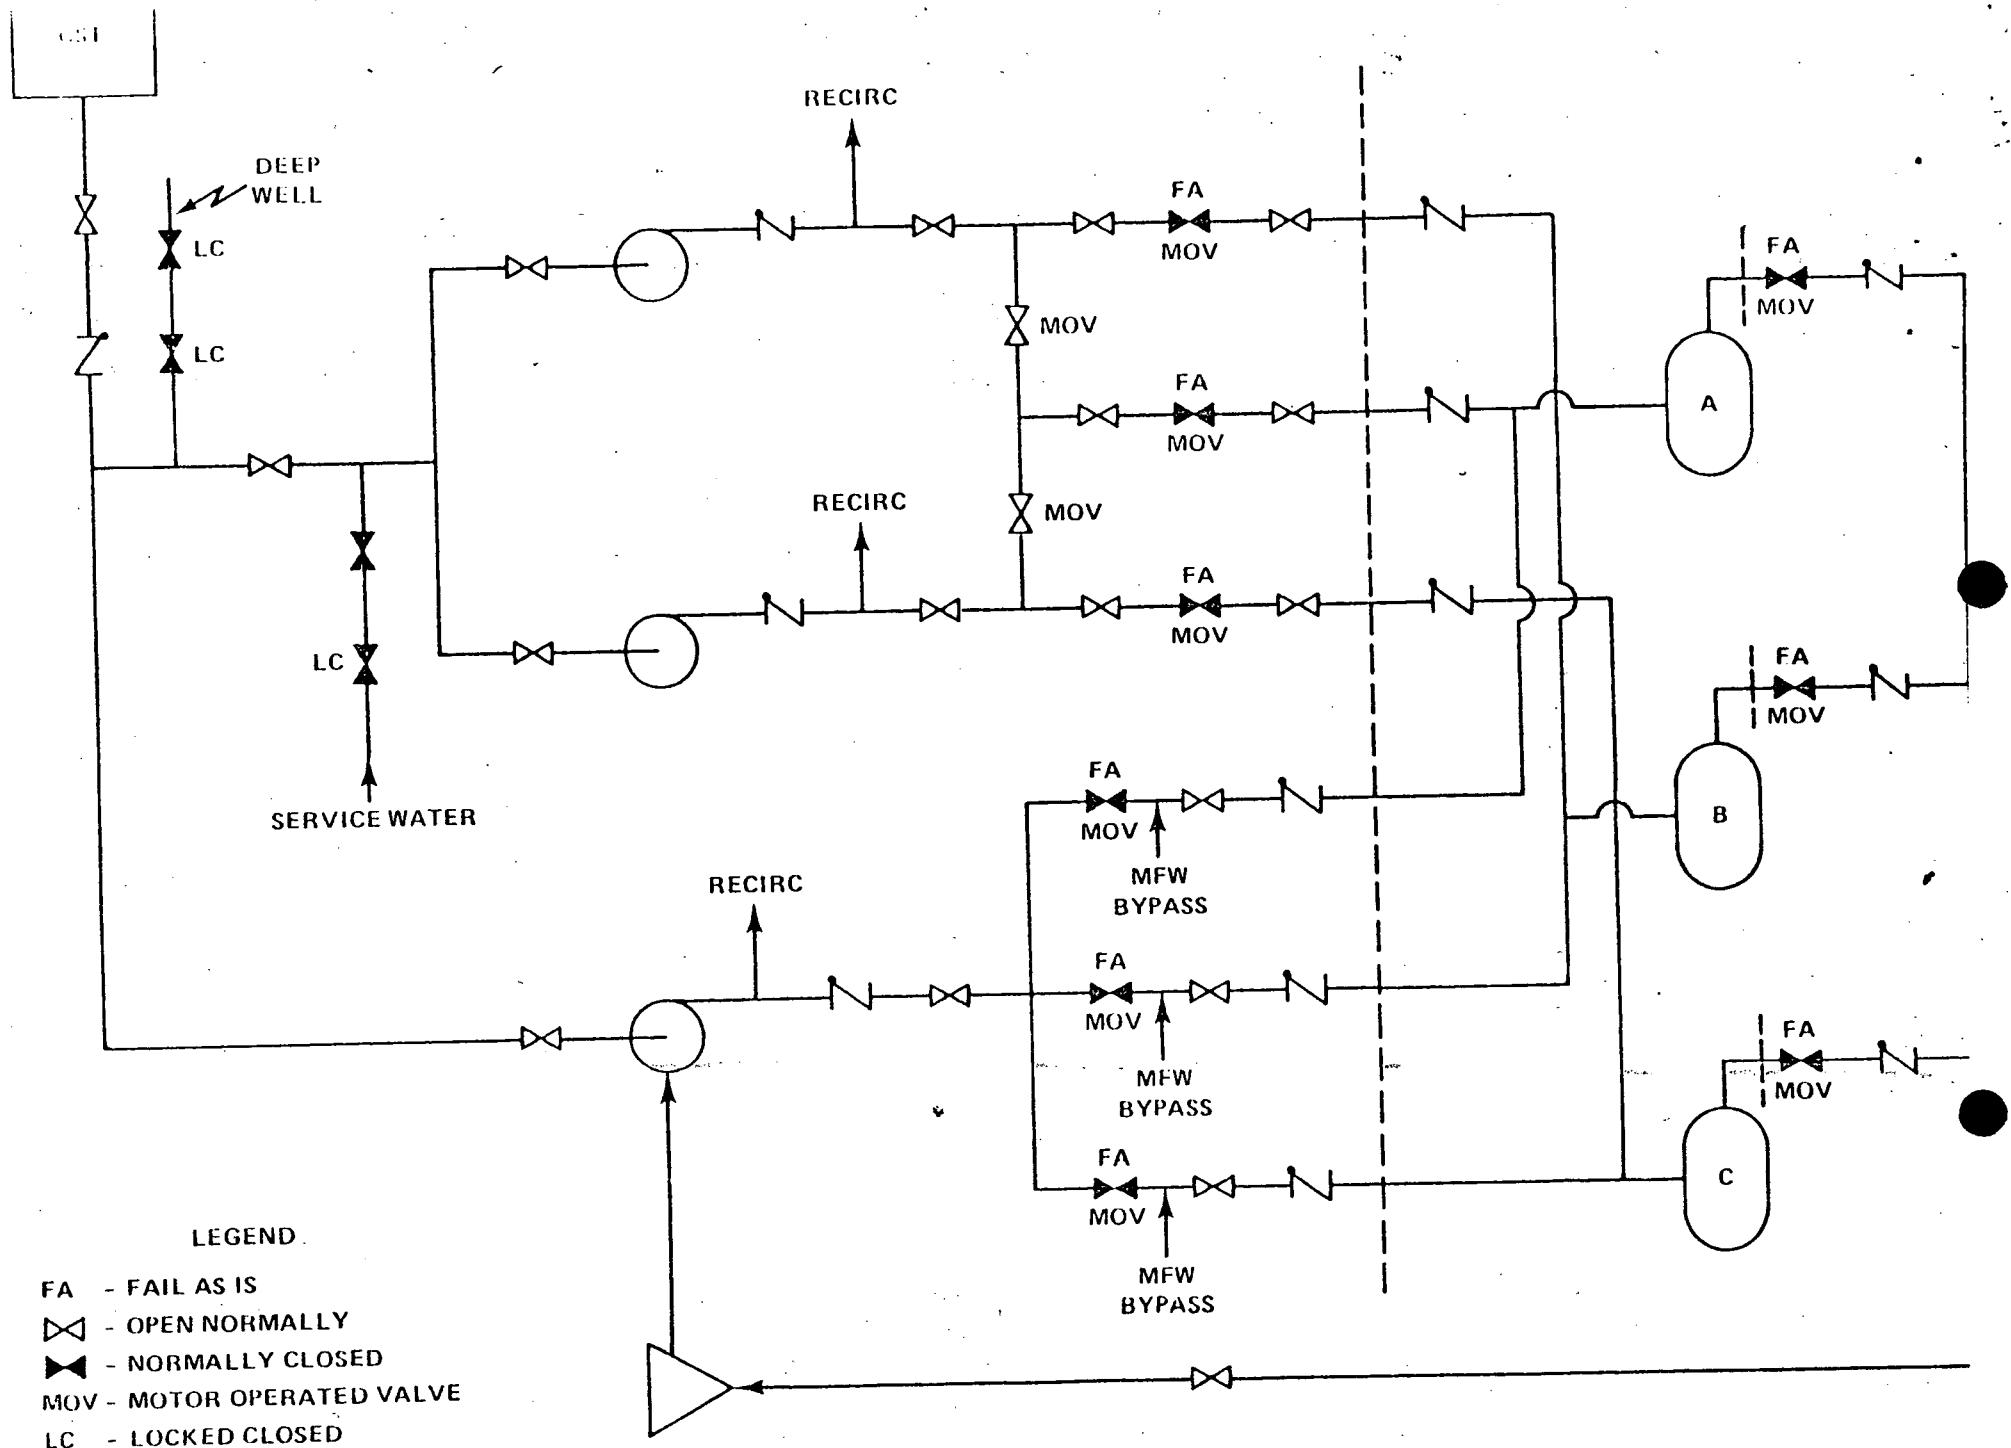 RECIRC
DEEP
WELL
LC
LC
FA
MOV
FA
MOV
MOV
FA
MOV
A
RECIRC
MOV
FA
MOV
LC
FA
MOV
SERVICE WATER
FA
MOV
MFW
BYPASS
B
RECIRC
FA
MOV
MFW
BYPASS
FA
MOV
FA
MOV
C
MFW
BYPASS
LEGEND
FA - FAIL AS IS
- OPEN NORMALLY
- NORMALLY CLOSED
MOV - MOTOR OPERATED VALVE
LC - LOCKED CLOSED